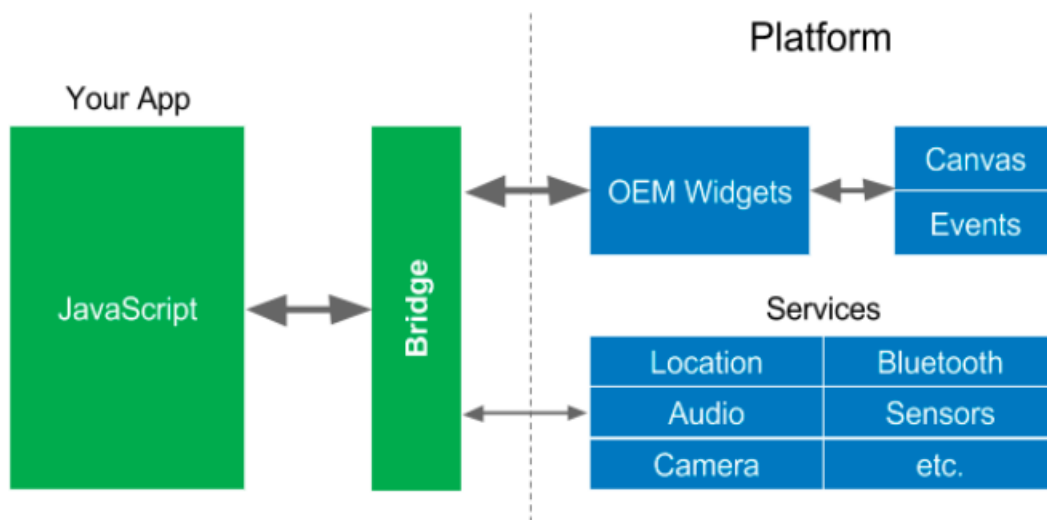 Platform
Your App
JavaScript
Bridge
OEM Widgets
Canvas
Events
Services
Location
Bluetooth
Audio
Sensors
Camera
etc.